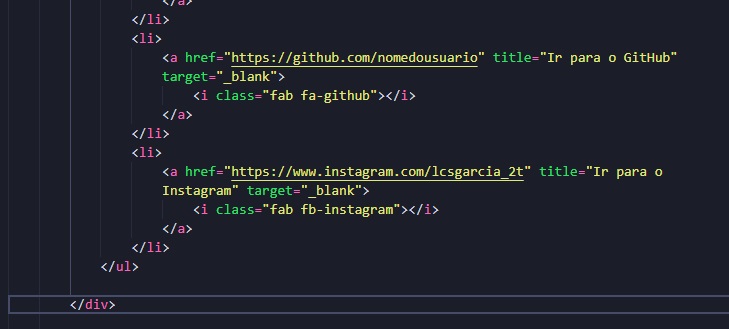 </a>
</li>
<li>
<a href="https://github.com/nomedousuario" title="Ir para o GitHub"
target="_blank">
<i class="fab fa-github"></i>
</a>
</li>
<li>
<a href="https://www.instagram.com/lcsgarcia_2t" title="Ir para o
Instagram" target="_blank">
<i class="fab fb-instagram"></i>
</a>
</li>
</ul>
</div>